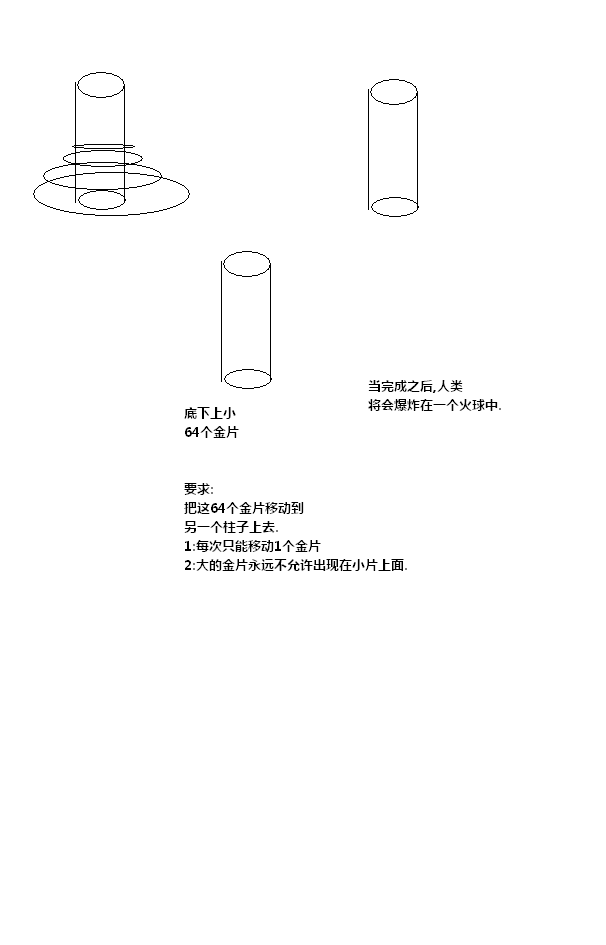 当完成之后,人类
将会爆炸在一个火球中.
底下上小
64个金片
要求:
把这64个金片移动到
另一个柱子上去.
1:每次只能移动1个金片
2:大的金片永远不允许出现在小片上面.